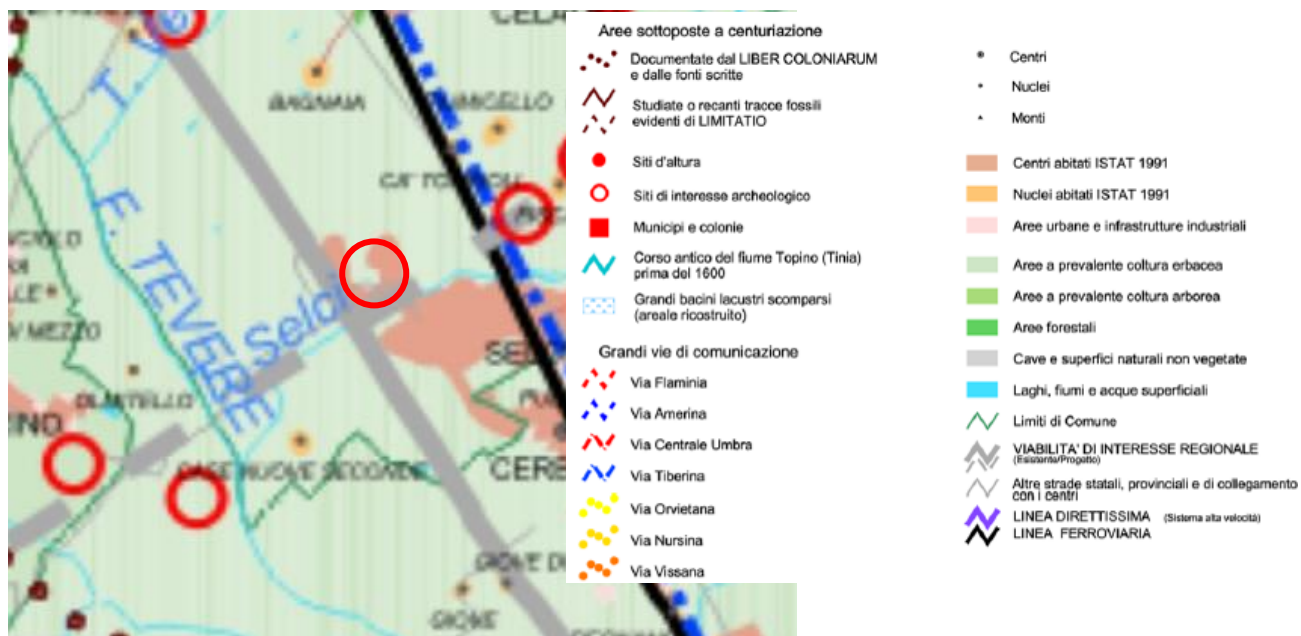 BAGNAIA
F. TEVERE
CASE NUOVE SECONDE
GIOVE
Aree sottoposte a centuriazione
Documentate dal LIBER COLONIARUM
e dalle fonti scritte
Studiate o recanti tracce fossili
evidenti di LIMITATIO
Siti d'altura
Siti di interesse archeologico
Municipi e colonie
Corso antico del fiume Topino (Tinia)
prima del 1600
Grandi bacini lacustri scomparsi
(areale ricostruito)
Grandi vie di comunicazione
Via Flaminia
Via Amerina
Via Centrale Umbra
Via Tiberina
Via Orvietana
Via Nursina
Via Vissana
Centri
Nuclei
Monti
Centri abitati ISTAT 1991
Nuclei abitati ISTAT 1991
Aree urbane e infrastrutture industriali
Aree a prevalente coltura erbacea
Aree a prevalente coltura arborea
Aree forestali
Cave e superfici naturali non vegetate
Laghi, fiumi e acque superficiali
Limiti di Comune
VIABILITA' DI INTERESSE REGIONALE
(Esistente/Progetto)
Altre strade statali, provinciali e di collegamento
con i centri
LINEA DIRETTISSIMA (Sistema alta velocità)
LINEA FERROVIARIA